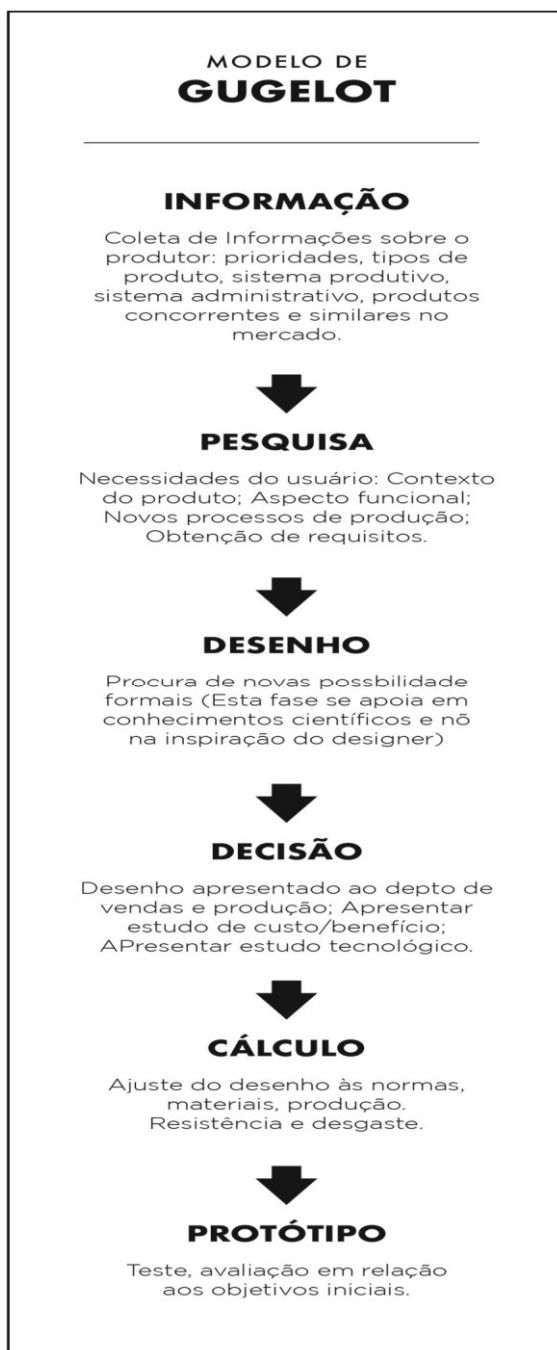 MODELO DE
GUGELOT
INFORMAÇÃO
Coleta de Informações sobre o
produtor: prioridades, tipos de
produto, sistema produtivo,
sistema administrativo, produtos
concorrentes e similares no
mercado.
PESQUISA
Necessidades do usuário: Contexto
do produto; Aspecto funcional;
Novos processos de produção;
Obtenção de requisitos.
DESENHO
Procura de novas possbilidade
formais (Esta fase se apoia em
conhecimentos científicos e nõ
na inspiração do designer)
DECISÃO
Desenho apresentado ao depto de
vendas e produção; Apresentar
estudo de custo/benefício;
APresentar estudo tecnológico.
CÁLCULO
Ajuste do desenho às normas,
materiais, produção.
Resistência e desgaste.
PROTÓTIPO
Teste, avaliação em relação
aos objetivos iniciais.